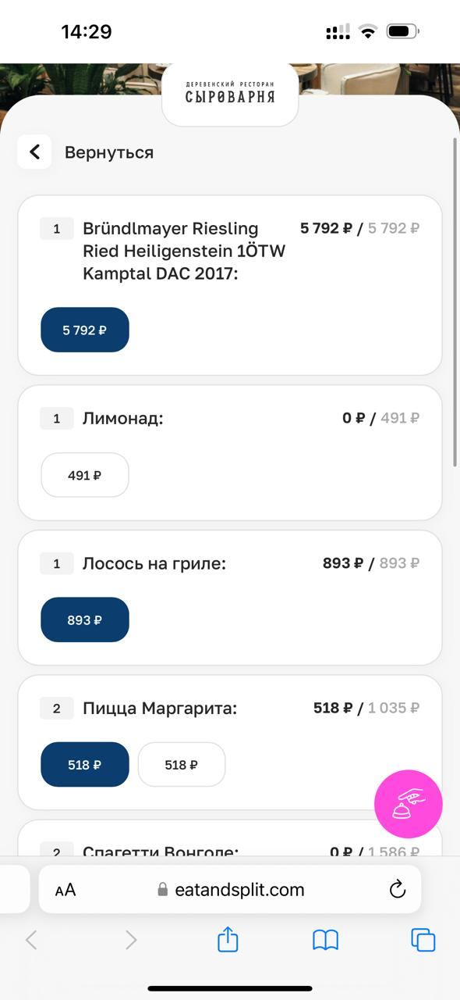 14:29
ДЕРЕВЕНСКИЙ РЕСТОРАН
СЫРОВАРНЯ
Вернуться
1 Bründlmayer Riesling 5 792 ₽ / 5 792 ₽
Ried Heiligenstein 1ÖTW
Kamptal DAC 2017:
5 792 ₽
1 Лимонад: 0 ₽ / 491 ₽
491 ₽
1 Лосось на гриле: 893 ₽ / 893 ₽
893 ₽
2 Пицца Маргарита: 518 ₽ / 1 035 ₽
518 ₽ 518 ₽
2 Спагетти Вонголе: 0 ₽ / 1 586 ₽
AA eatandsplit.com